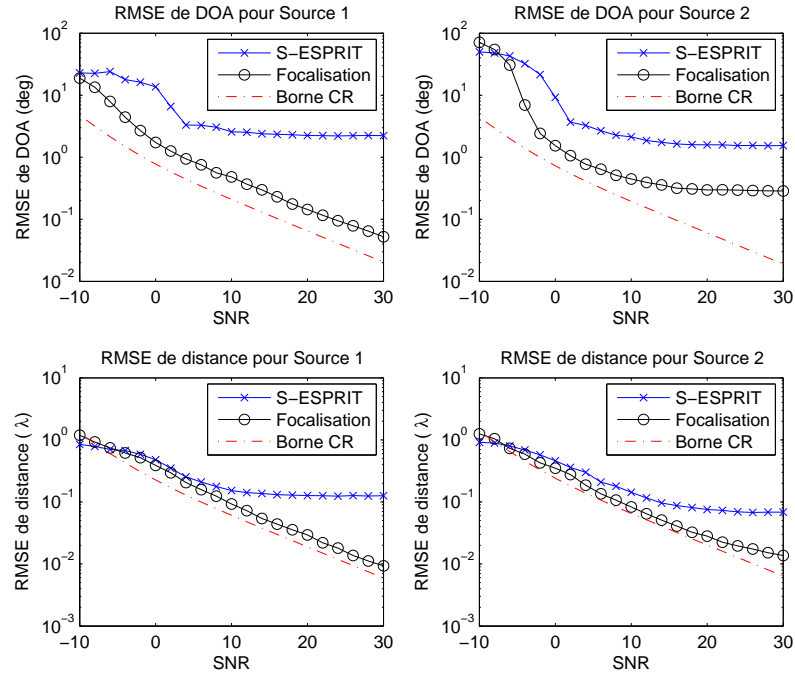 RMSE de DOA pour Source 1
RMSE de DOA (deg)
10^2
10^1
10^0
10^-1
10^-2
S-ESPRIT
Focalisation
Borne CR
-10 0 10 20 30
SNR
RMSE de DOA pour Source 2
RMSE de DOA (deg)
10^2
10^1
10^0
10^-1
10^-2
S-ESPRIT
Focalisation
Borne CR
-10 0 10 20 30
SNR
RMSE de distance pour Source 1
RMSE de distance ( λ)
10^1
10^0
10^-1
10^-2
10^-3
S-ESPRIT
Focalisation
Borne CR
-10 0 10 20 30
SNR
RMSE de distance pour Source 2
RMSE de distance ( λ)
10^1
10^0
10^-1
10^-2
10^-3
S-ESPRIT
Focalisation
Borne CR
-10 0 10 20 30
SNR